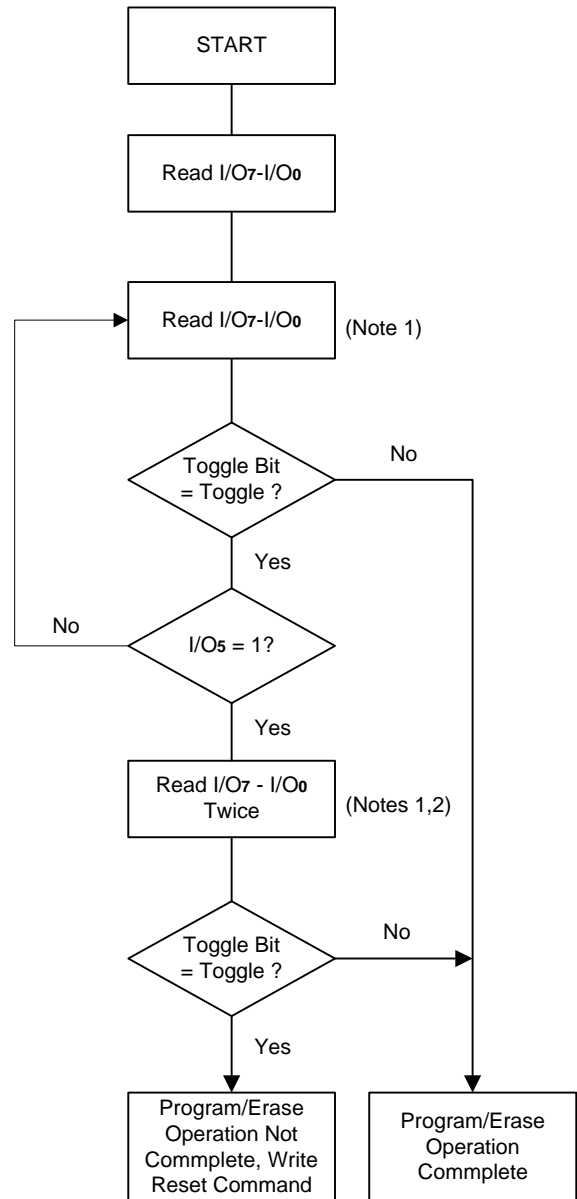 START
Read I/O7-I/O0
Read I/O7-I/O0
(Note 1)
Toggle Bit
= Toggle ?
No
Yes
I/O5 = 1?
No
Yes
Read I/O7 - I/O0
Twice
(Notes 1,2)
Toggle Bit
= Toggle ?
No
Yes
Program/Erase
Operation Not
Commplete, Write
Reset Command
Program/Erase
Operation
Commplete